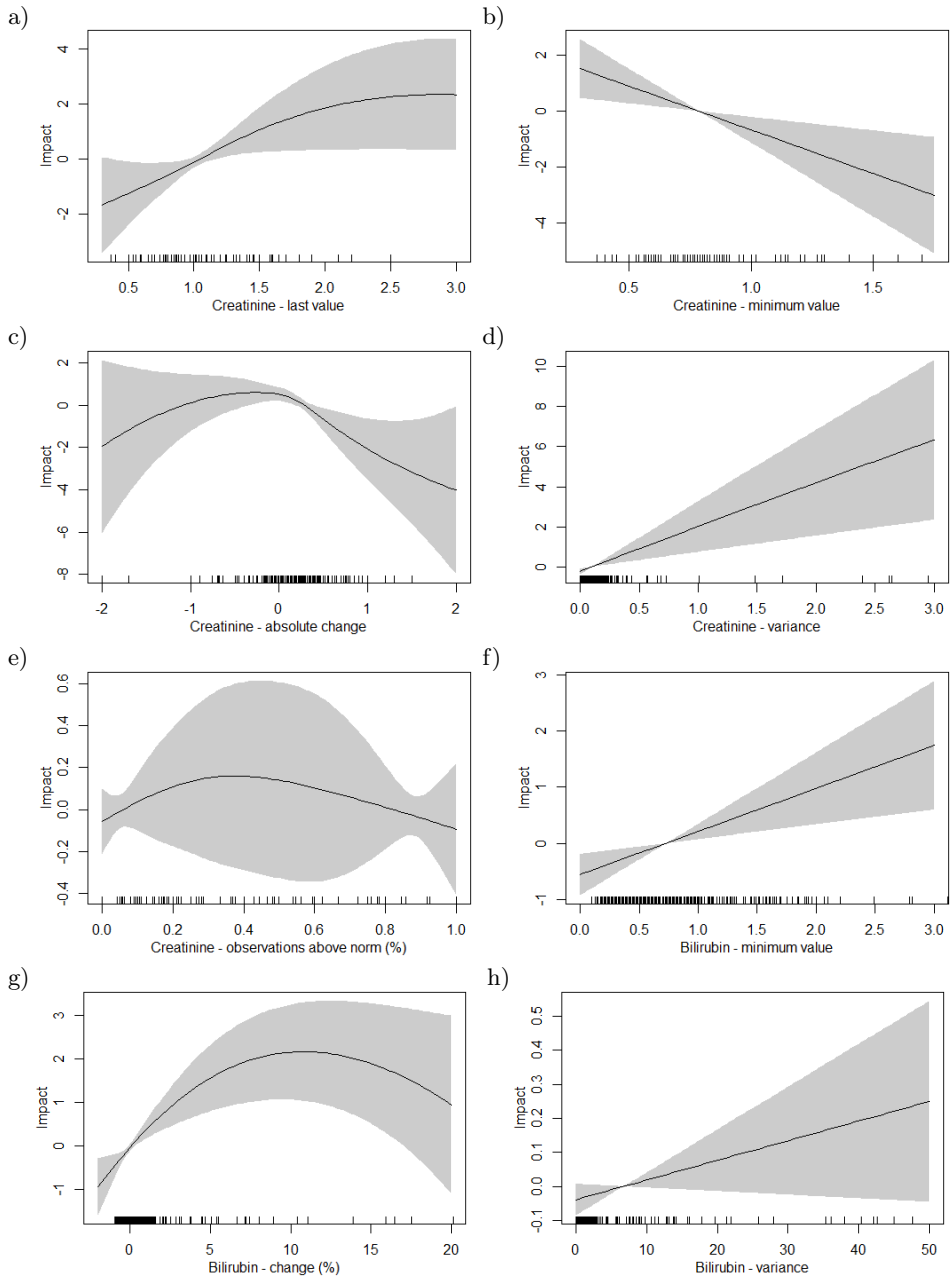 a)
Impact
-2 0 2 4
0.5 1.0 1.5 2.0 2.5 3.0
Creatinine - last value
b)
Impact
-4 -2 0 2
0.5 1.0 1.5
Creatinine - minimum value
c)
Impact
-8 -6 -4 -2 0 2
-2 -1 0 1 2
Creatinine - absolute change
d)
Impact
0 2 4 6 8 10
0.0 0.5 1.0 1.5 2.0 2.5 3.0
Creatinine - variance
e)
Impact
-0.4 -0.2 0.0 0.2 0.4 0.6
0.0 0.2 0.4 0.6 0.8 1.0
Creatinine - observations above norm (%)
f)
Impact
-1 0 1 2 3
0.0 0.5 1.0 1.5 2.0 2.5 3.0
Bilirubin - minimum value
g)
Impact
-1 0 1 2 3
0 5 10 15 20
Bilirubin - change (%)
h)
Impact
-0.1 0.0 0.1 0.2 0.3 0.4 0.5
0 10 20 30 40 50
Bilirubin - variance